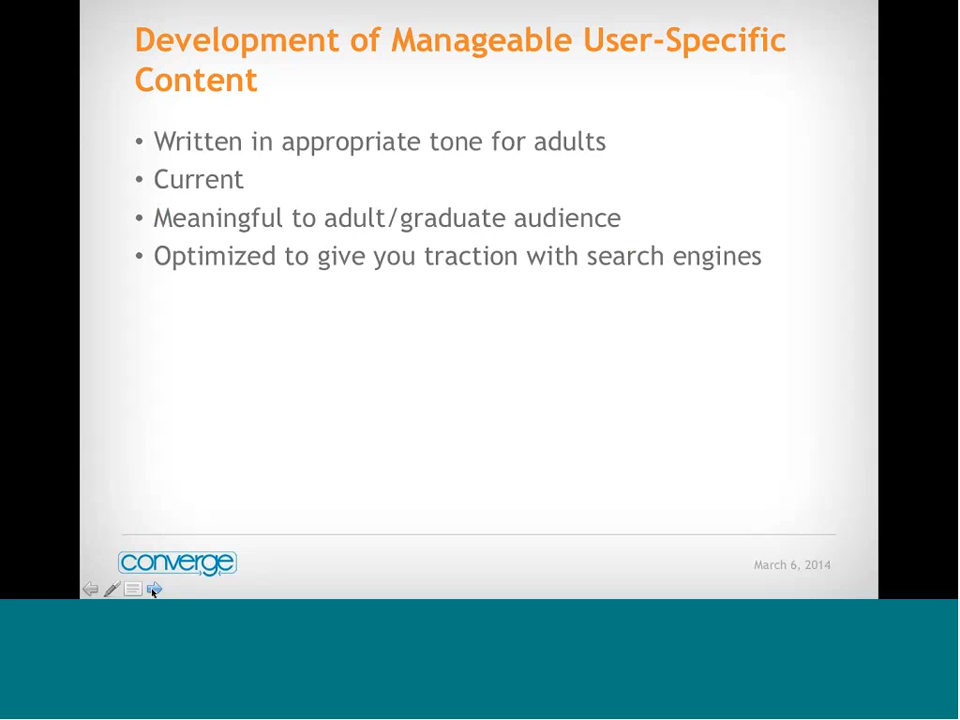 Development of Manageable User-Specific
Content
• Written in appropriate tone for adults
• Current
• Meaningful to adult/graduate audience
• Optimized to give you traction with search engines
converge
March 6, 2014